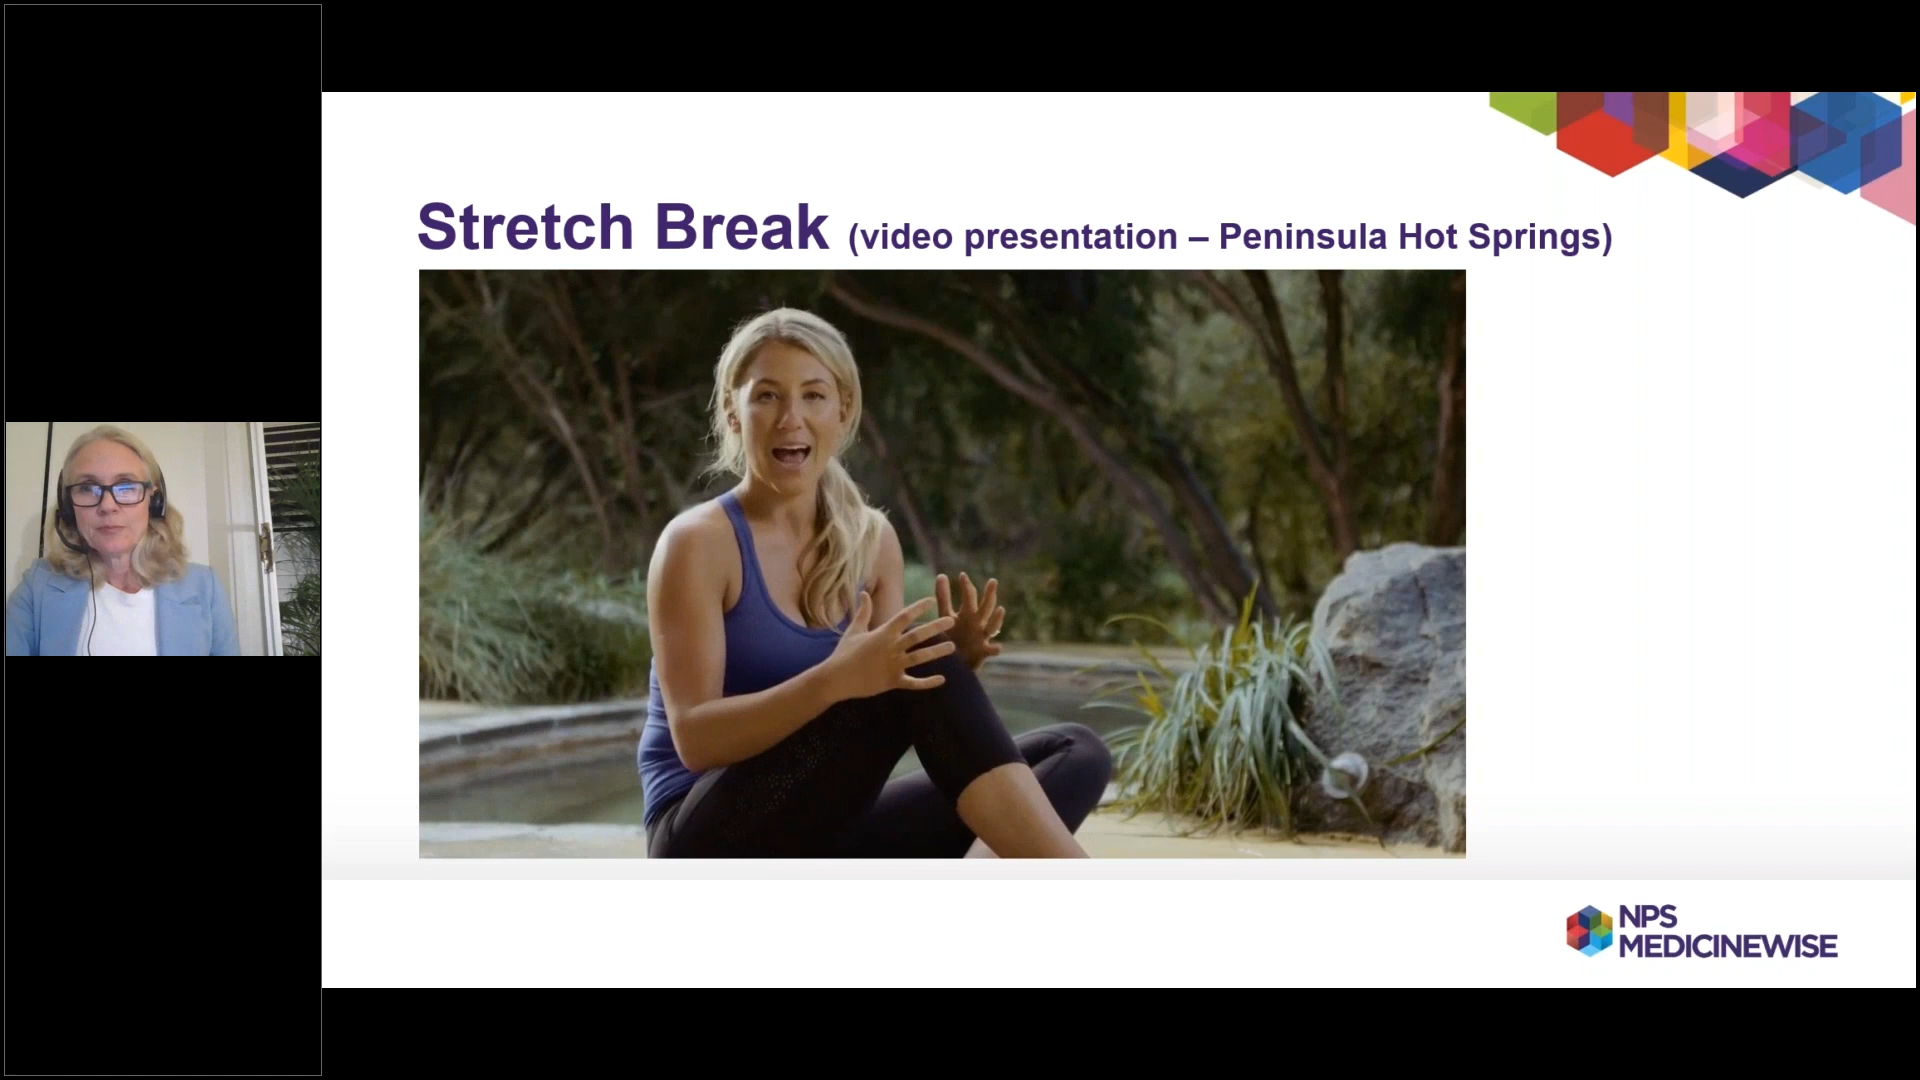 Stretch Break (video presentation – Peninsula Hot Springs)
NPS
MEDICINEWISE